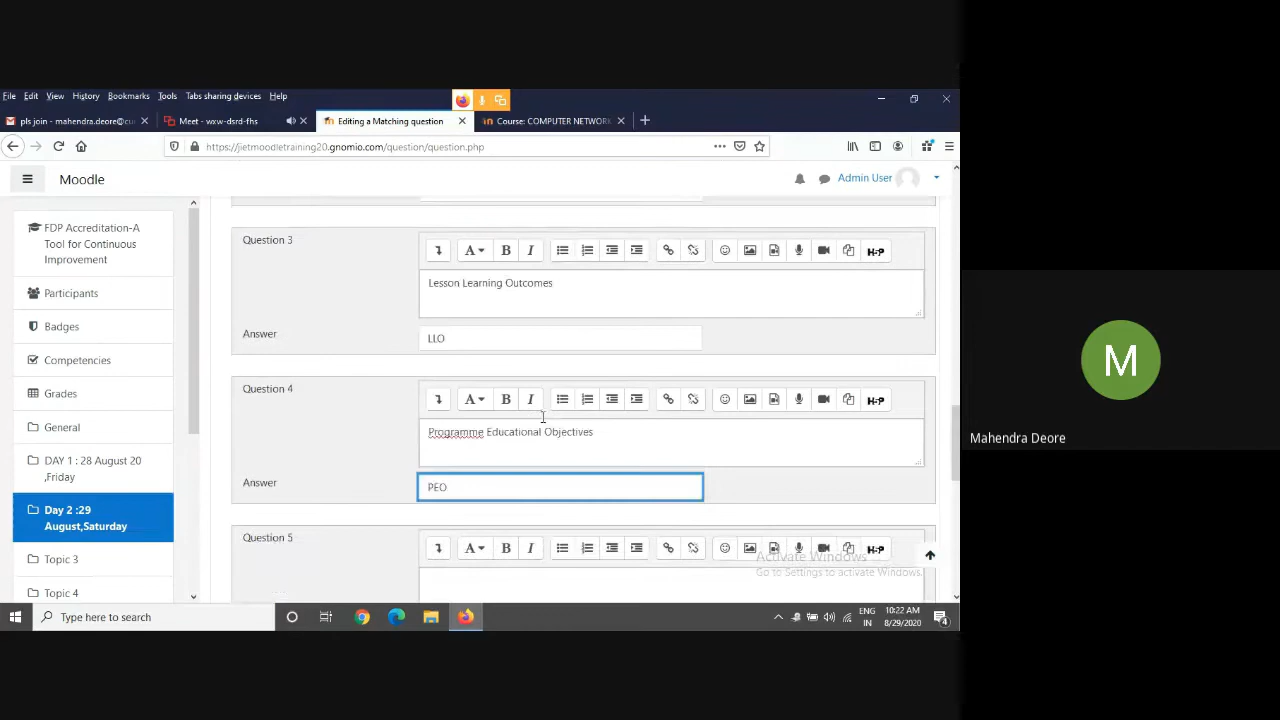 File Edit View History Bookmarks Tools Tabs sharing devices Help
pls join - mahendra.deore@cu
Meet - wxw-dsrd-fhs
Editing a Matching question
Course: COMPUTER NETWORK
https://jietmoodletraining20.gnomio.com/question/question.php
Moodle
Admin User
FDP Accreditation-A
Tool for Continuous
Improvement
Participants
Badges
Competencies
Grades
General
DAY 1 : 28 August 20
,Friday
Day 2 :29
August,Saturday
Topic 3
Topic 4
Question 3
A B I H-P
Lesson Learning Outcomes
Answer
LLO
Question 4
A B I H-P
Programme Educational Objectives
Answer
PEO
Question 5
A B I H-P
Activate Windows
Go to Settings to activate Windows.
Type here to search
ENG
IN
10:22 AM
8/29/2020
4
M
Mahendra Deore